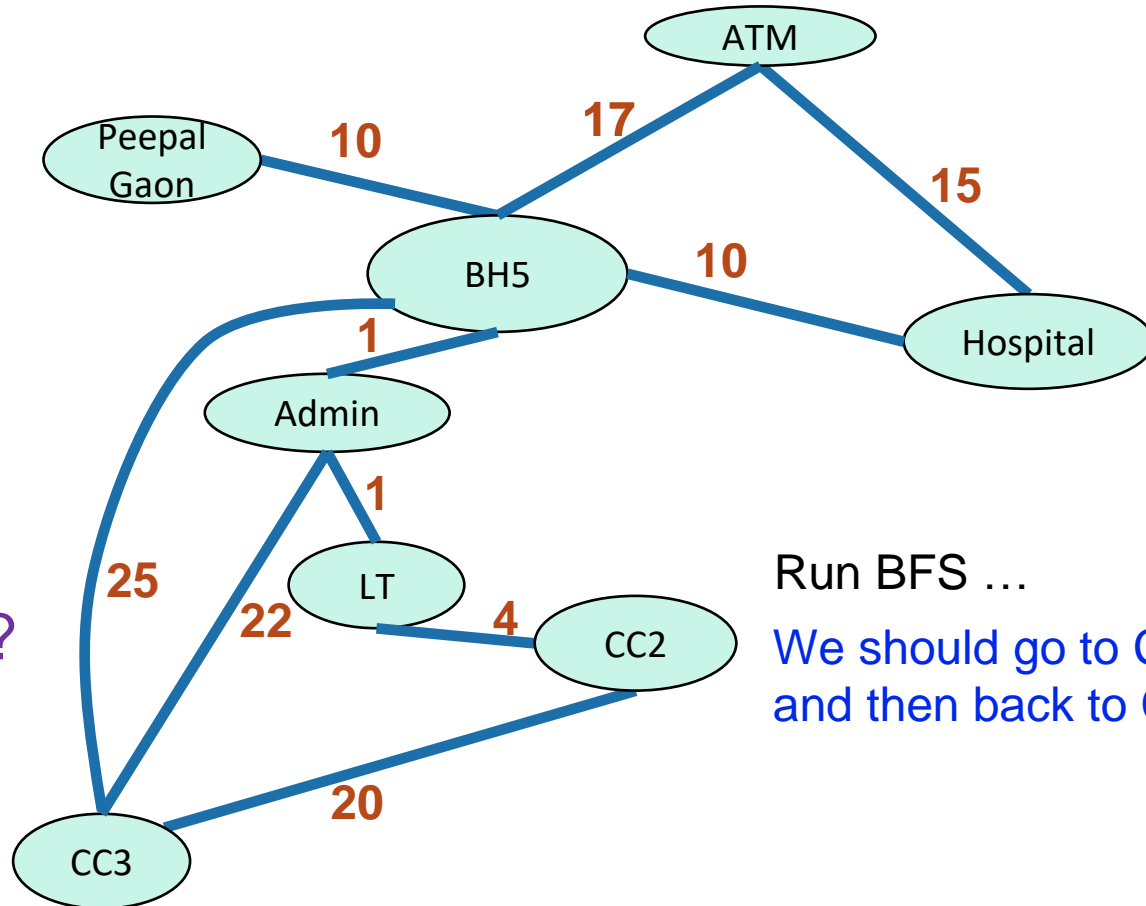 ATM
17
Peepal
Gaon
10
15
BH5
10
Hospital
1
Admin
1
25
LT
Run BFS …
?
22
4
CC2
We should go to
and then back to
20
CC3